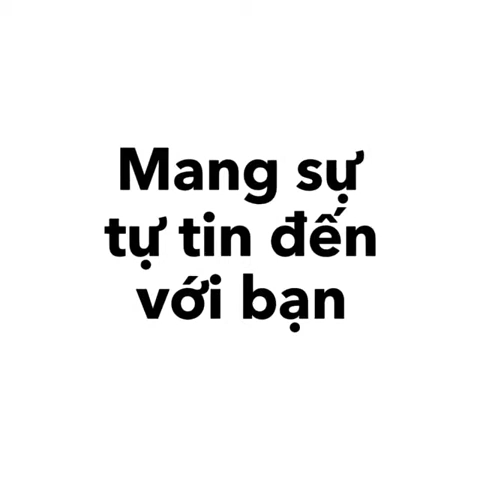 Mang sự
tự tin đến
với bạn